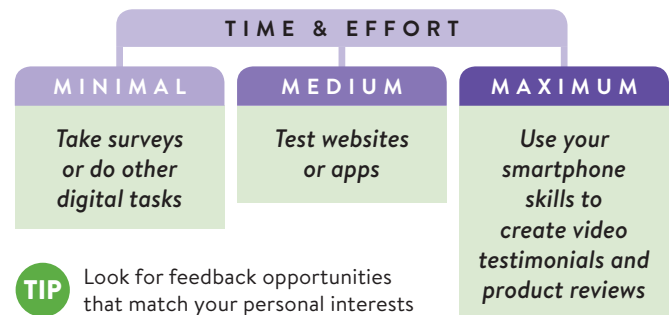 TIME & EFFORT
MINIMAL
Take surveys
or do other
digital tasks
MEDIUM
Test websites
or apps
MAXIMUM
Use your
smartphone
skills to
create video
testimonials and
product reviews
TIP
Look for feedback opportunities
that match your personal interests